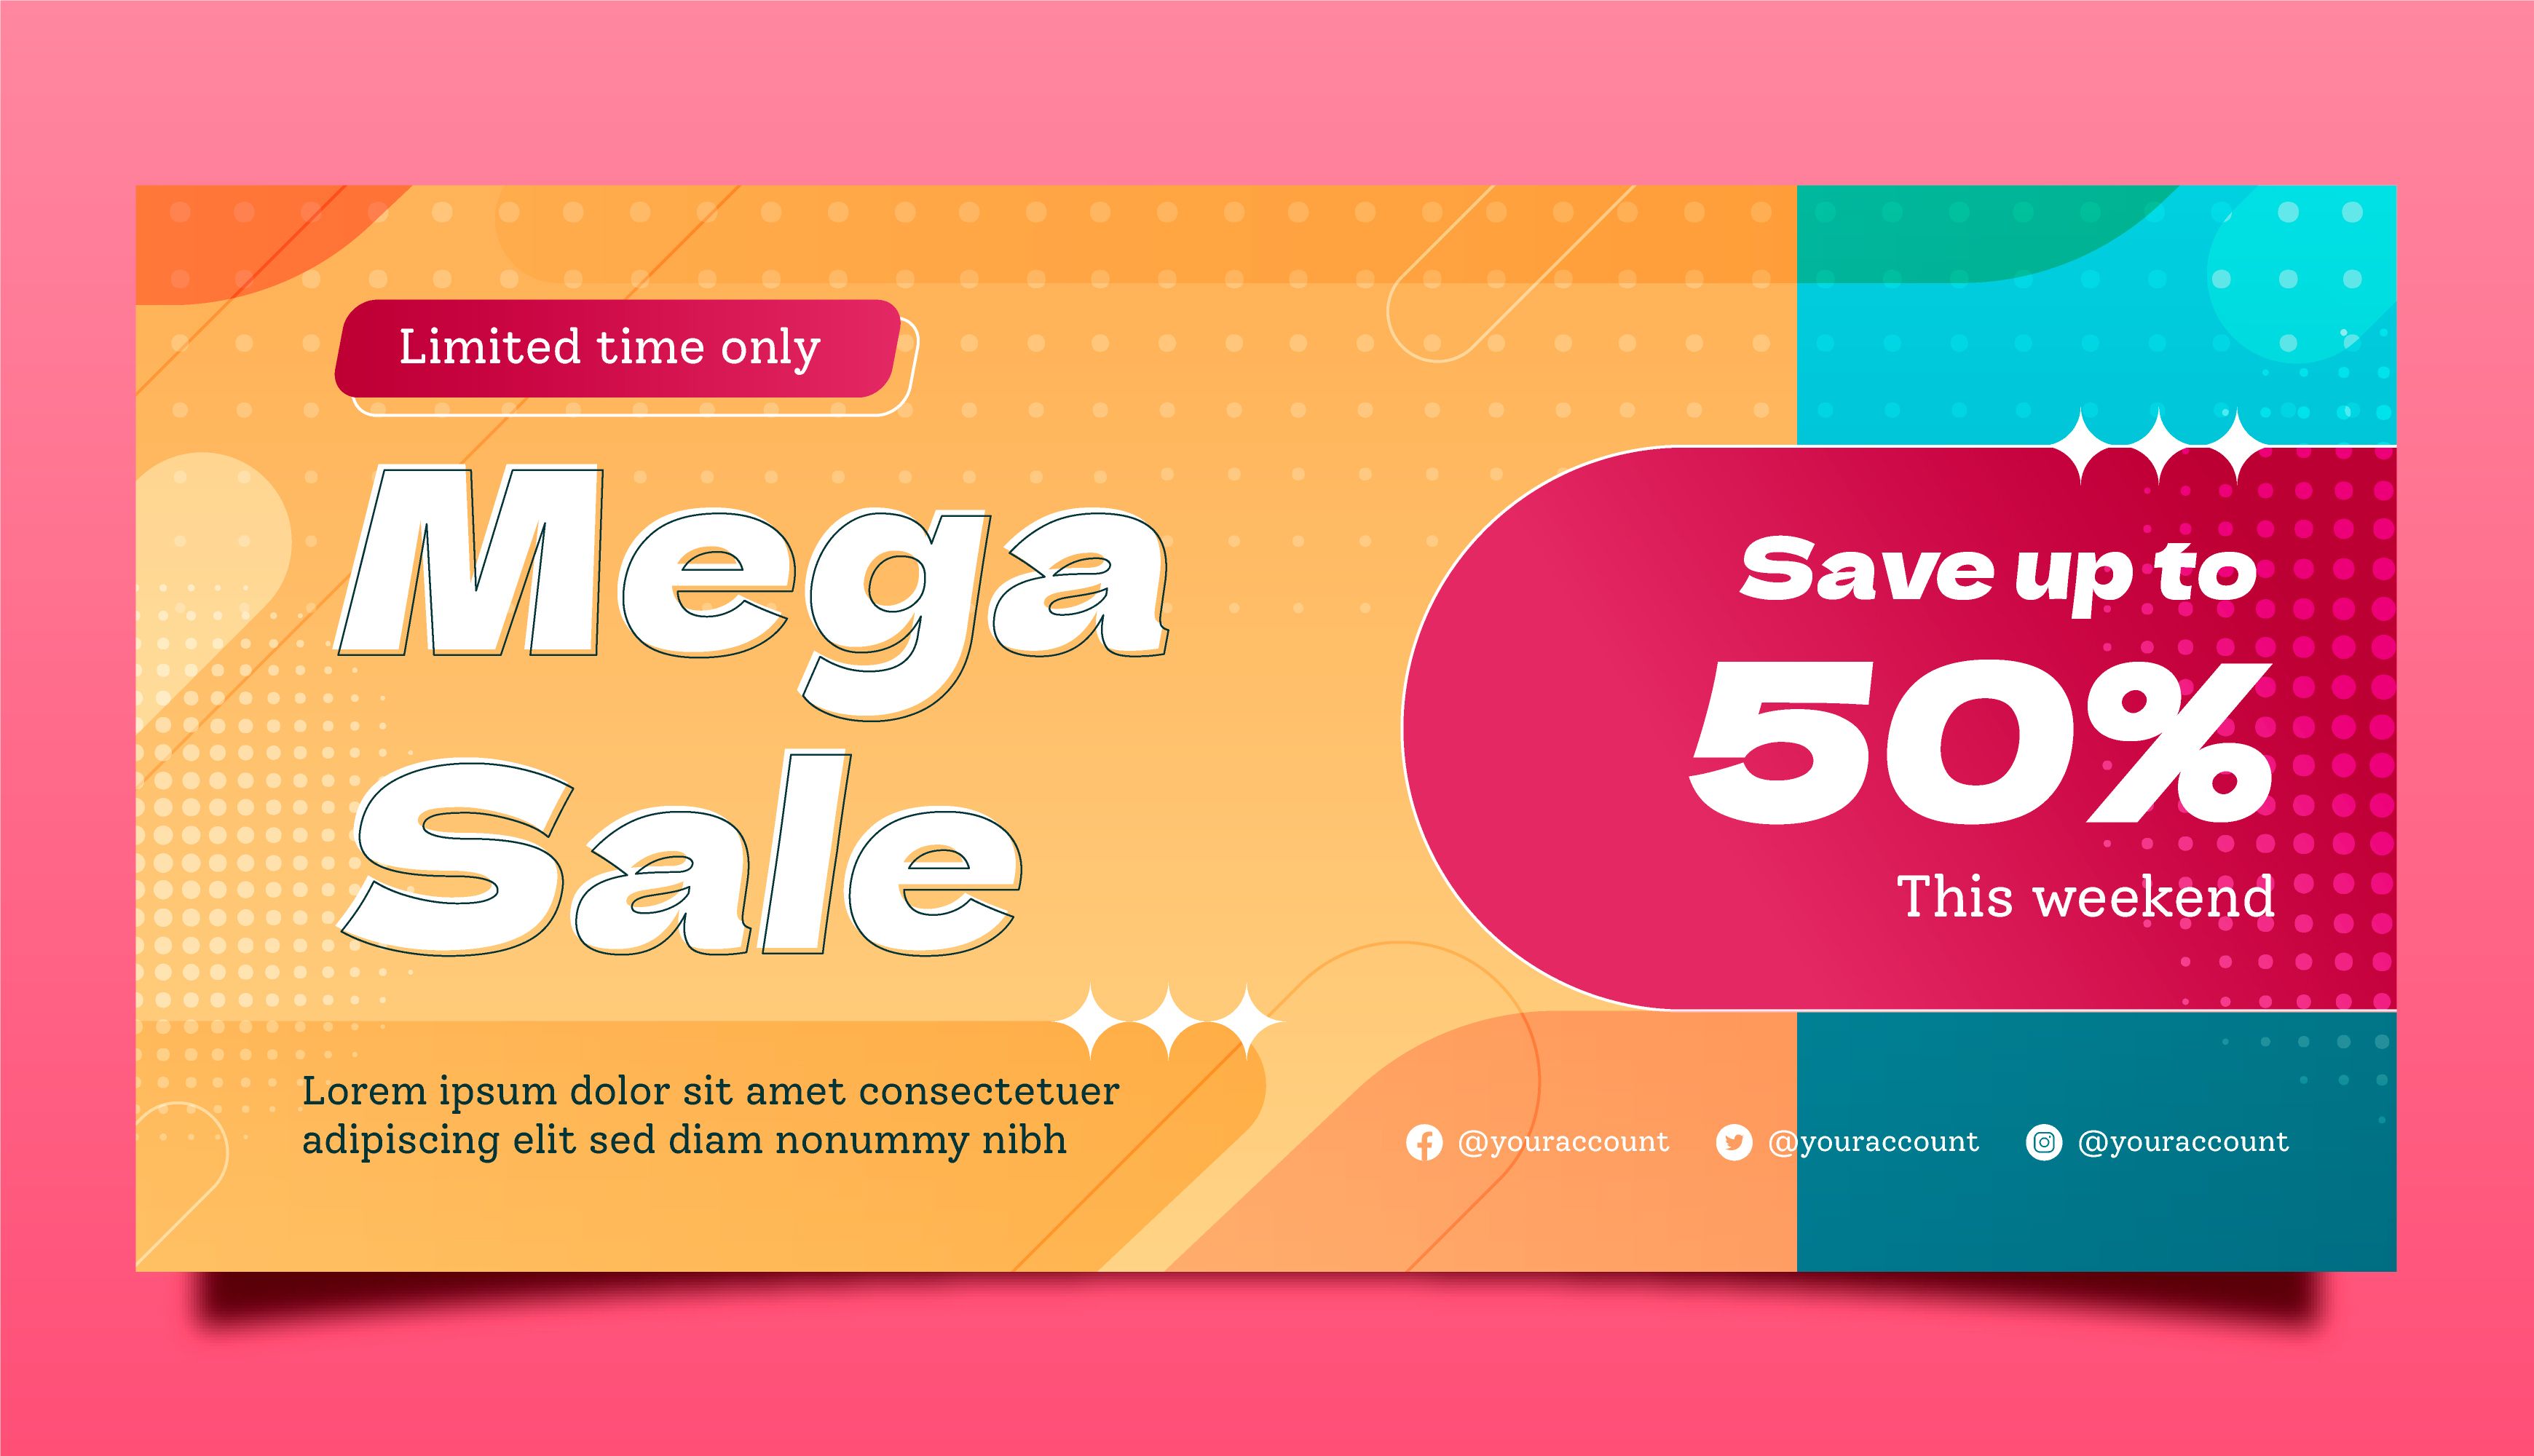 Limited time only
Mega
Sale
Lorem ipsum dolor sit amet consectetuer
adipiscing elit sed diam nonummy nibh
Save up to
50%
This weekend
@youraccount @youraccount @youraccount